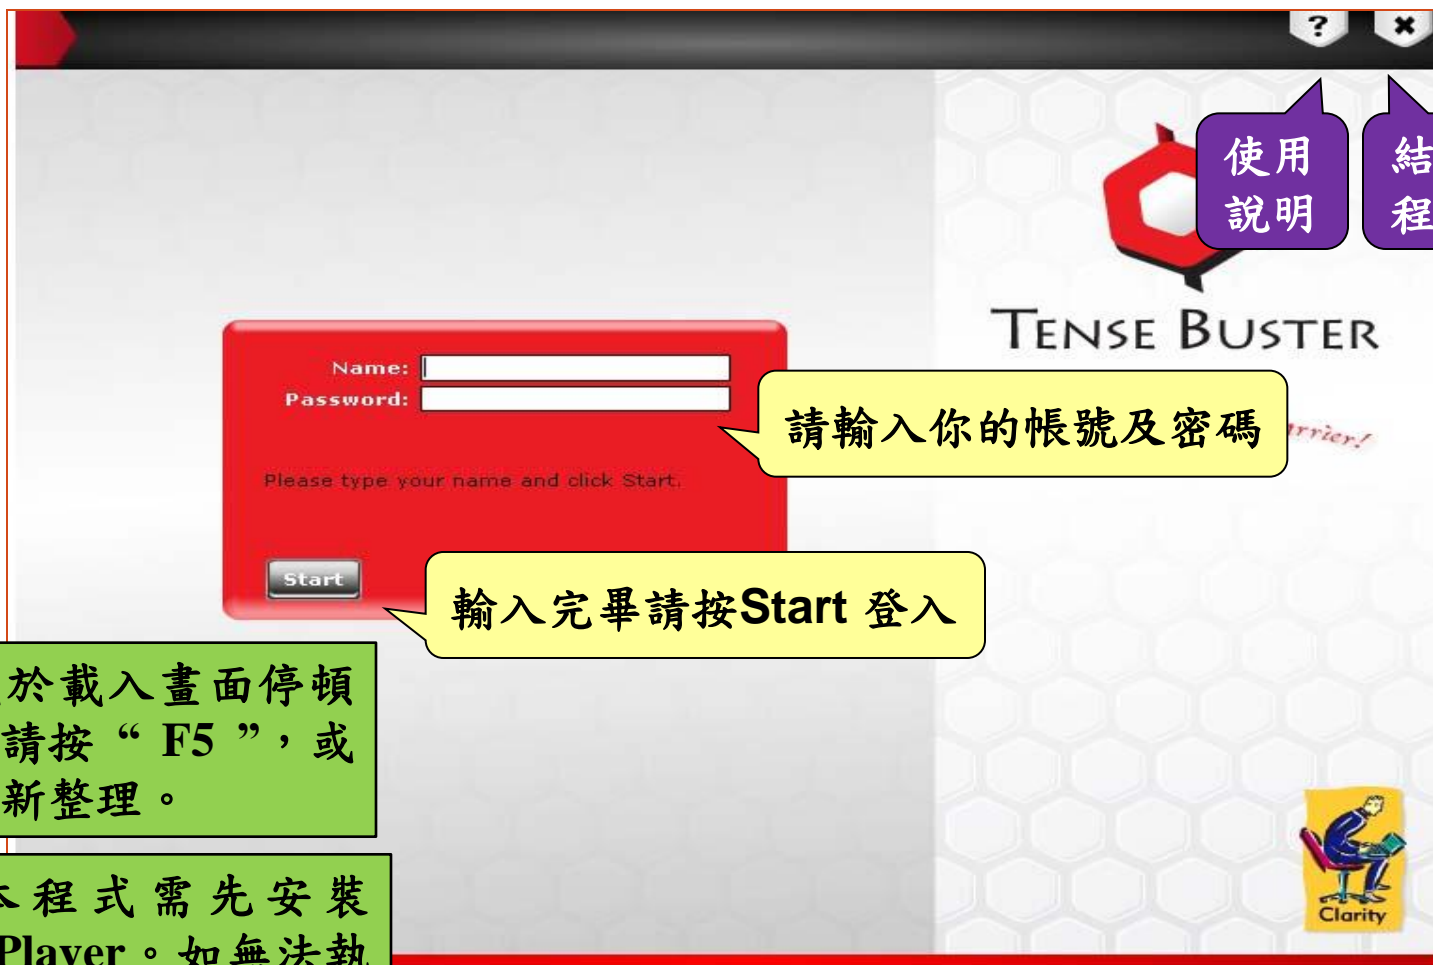 ?
使用
說明
結
程
TENSE BUSTER
Name:
Password:
請輸入你的帳號及密碼
arrier!
Please type your name and click Start.
Start
輸入完畢請按Start 登入
於載入畫面停頓
請按“ F5 ”，或
新整理。
本程式需先安裝
Player。如無法執
Clarity